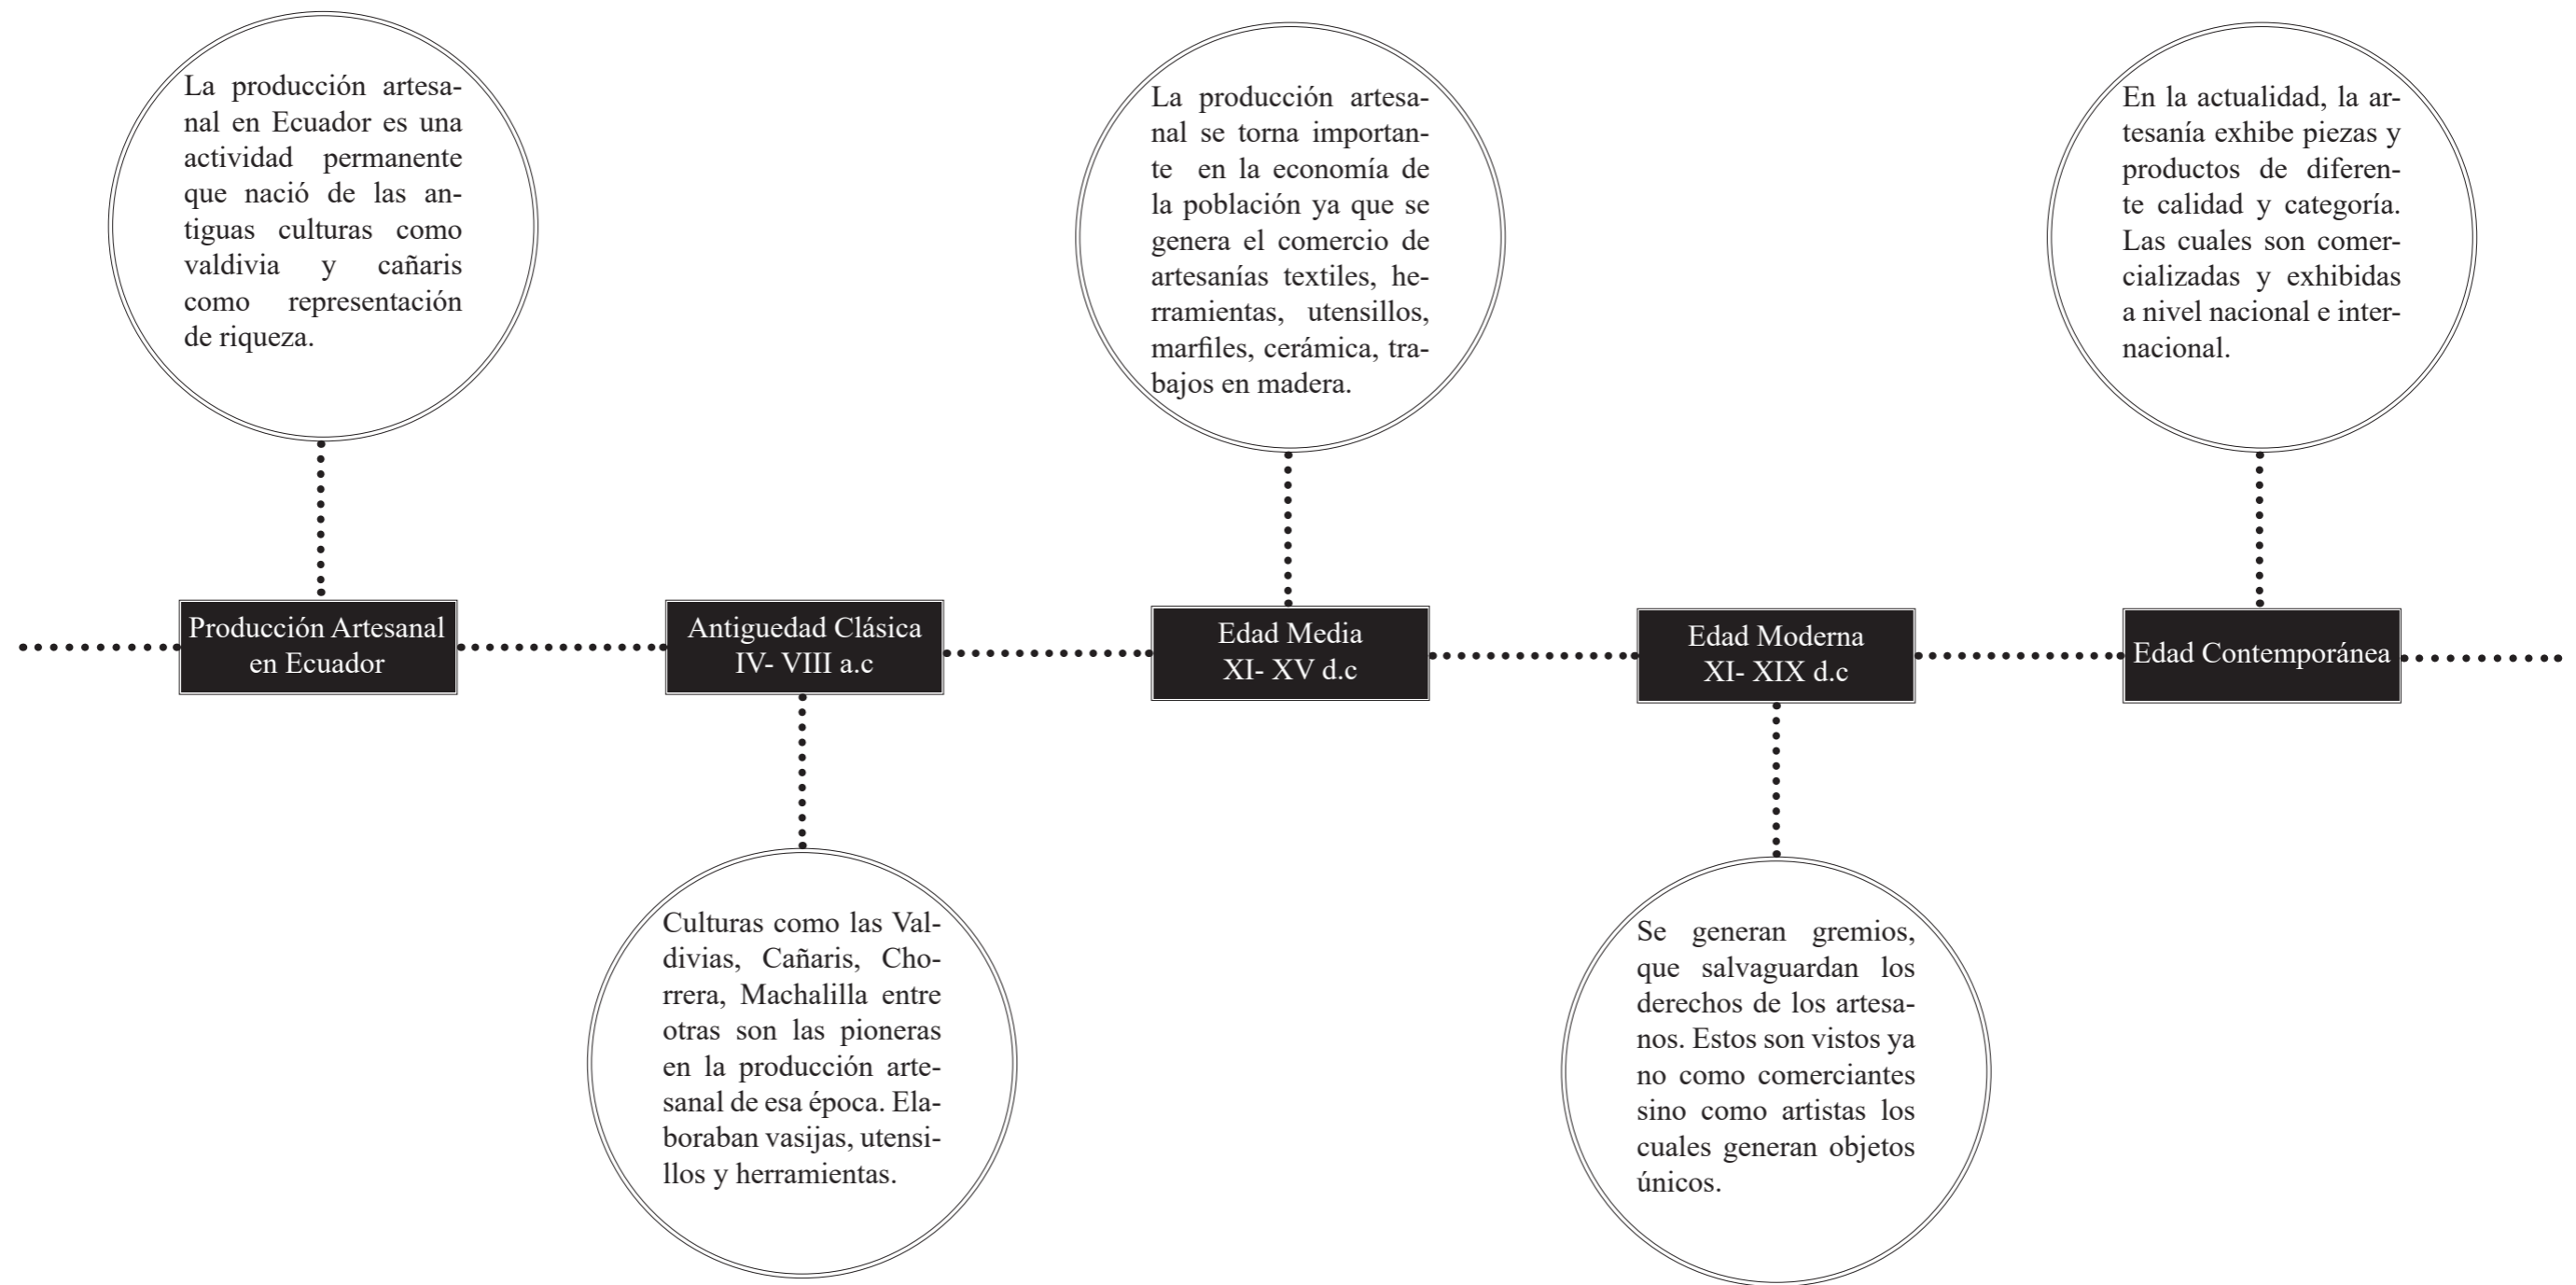 La producción artesa-
nal en Ecuador es una
actividad permanente
que nació de las an-
tiguas culturas como
valdivia y cañaris
como representación
de riqueza.
La producción artesa-
nal se torna importan-
te en la economía de
la población ya que se
genera el comercio de
artesanías textiles, he-
rramientas, utensillos,
marfiles, cerámica, tra-
bajos en madera.
En la actualidad, la ar-
tesanía exhibe piezas y
productos de diferen-
te calidad y categoría.
Las cuales son comer-
cializadas y exhibidas
a nivel nacional e inter-
nacional.
Producción Artesanal
en Ecuador
Antiguedad Clásica
IV- VIII a.c
Edad Media
XI- XV d.c
Edad Moderna
XI- XIX d.c
Edad Contemporánea
Culturas como las Val-
divias, Cañaris, Cho-
rrera, Machalilla entre
otras son las pioneras
en la producción arte-
sanal de esa época. Ela-
boraban vasijas, utensi-
llos y herramientas.
Se generan gremios,
que salvaguardan los
derechos de los artesa-
nos. Estos son vistos ya
no como comerciantes
sino como artistas los
cuales generan objetos
únicos.